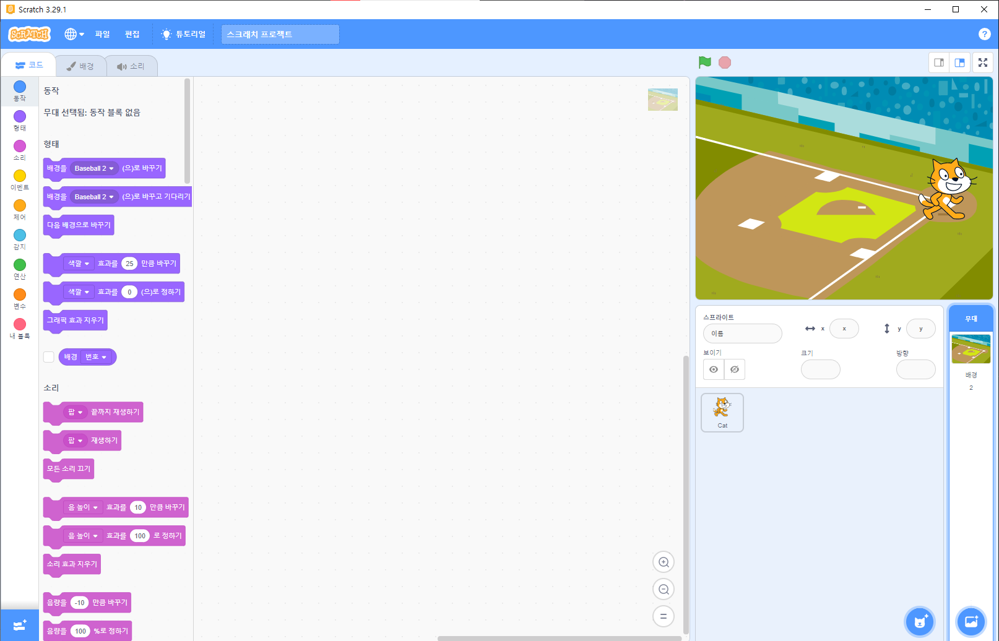 Scratch 3.29.1
SCRATCH
파일
편집
튜토리얼
스크래치 프로젝트
?
코드
배경
소리
동작
형태
소리
이벤트
제어
감지
연산
변수
내 블록
동작
무대 선택됨: 동작 블록 없음
형태
배경을 Baseball 2 (으)로 바꾸기
배경을 Baseball 2 (으)로 바꾸고 기다리기
다음 배경으로 바꾸기
색깔 효과를 25 만큼 바꾸기
색깔 효과를 0 (으)로 정하기
그래픽 효과 지우기
배경 번호
소리
팝 끝까지 재생하기
팝 재생하기
모든 소리 끄기
음 높이 효과를 10 만큼 바꾸기
음 높이 효과를 100 로 정하기
소리 효과 지우기
음량을 -10 만큼 바꾸기
음량을 100 %로 정하기
스프라이트
이름
x x
y y
보이기
크기
방향
Cat
무대
배경
2